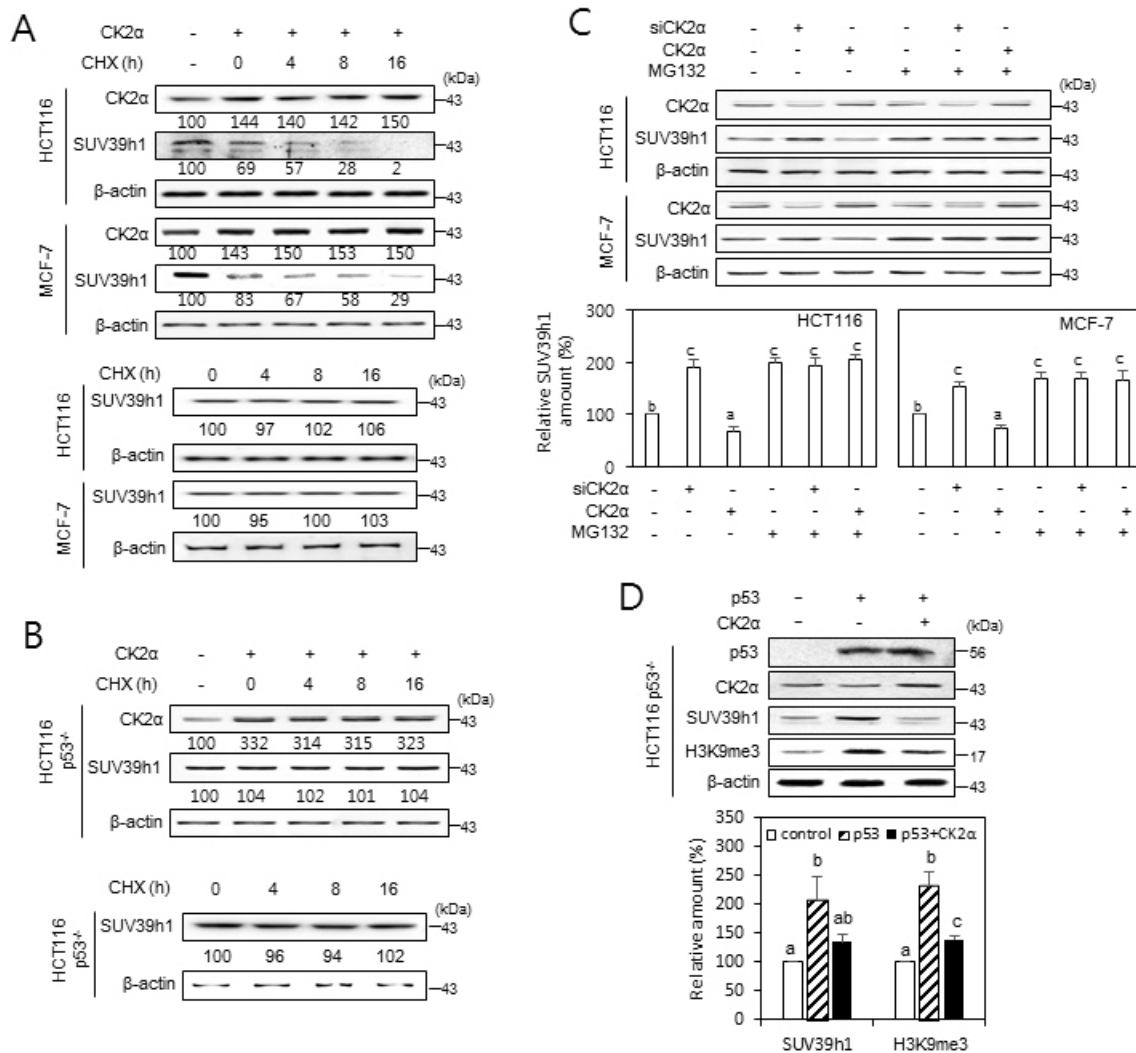 A
CK2α - + + + +
CHX (h) - 0 4 8 16
(kDa)
HCT116
CK2α 43
100 144 140 142 150
SUV39h1 43
100 69 57 28 2
β-actin 43
MCF-7
CK2α 43
100 143 150 153 150
SUV39h1 43
100 83 67 58 29
β-actin 43
CHX (h) 0 4 8 16
(kDa)
HCT116
SUV39h1 43
100 97 102 106
β-actin 43
MCF-7
SUV39h1 43
100 95 100 103
β-actin 43
B
CK2α - + + + +
CHX (h) - 0 4 8 16
(kDa)
HCT116 p53-/-
CK2α 43
100 332 314 315 323
SUV39h1 43
100 104 102 101 104
β-actin 43
CHX (h) 0 4 8 16
(kDa)
HCT116 p53-/-
SUV39h1 43
100 96 94 102
β-actin 43
C
siCK2α - + - - + -
CK2α - - + - - +
MG132 - - - + + +
(kDa)
HCT116
CK2α 43
SUV39h1 43
β-actin 43
MCF-7
CK2α 43
SUV39h1 43
β-actin 43
Relative SUV39h1 amount (%)
300
200
100
0
HCT116
b c a c c c
MCF-7
b c a c c c
siCK2α - + - - + - - + - - + -
CK2α - - + - - + - - + - - +
MG132 - - - + + + - - - + + +
D
p53 - + +
CK2α - - +
(kDa)
HCT116 p53-/-
p53 56
CK2α 43
SUV39h1 43
H3K9me3 17
β-actin 43
Relative amount (%)
350
300
250
200
150
100
50
0
control p53 p53+CK2α
a b ab a b c
SUV39h1 H3K9me3